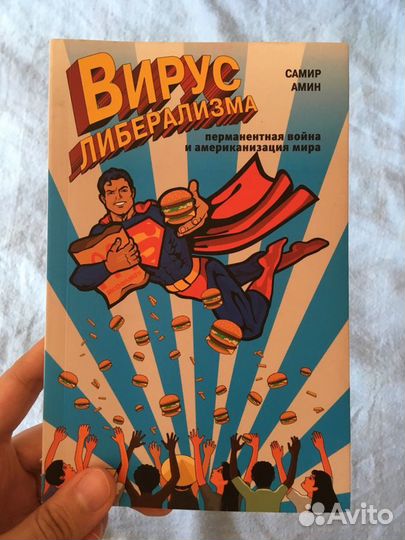 Вирус
либерализма
САМИР
АМИН
перманентная война
и американизация мира
Avito